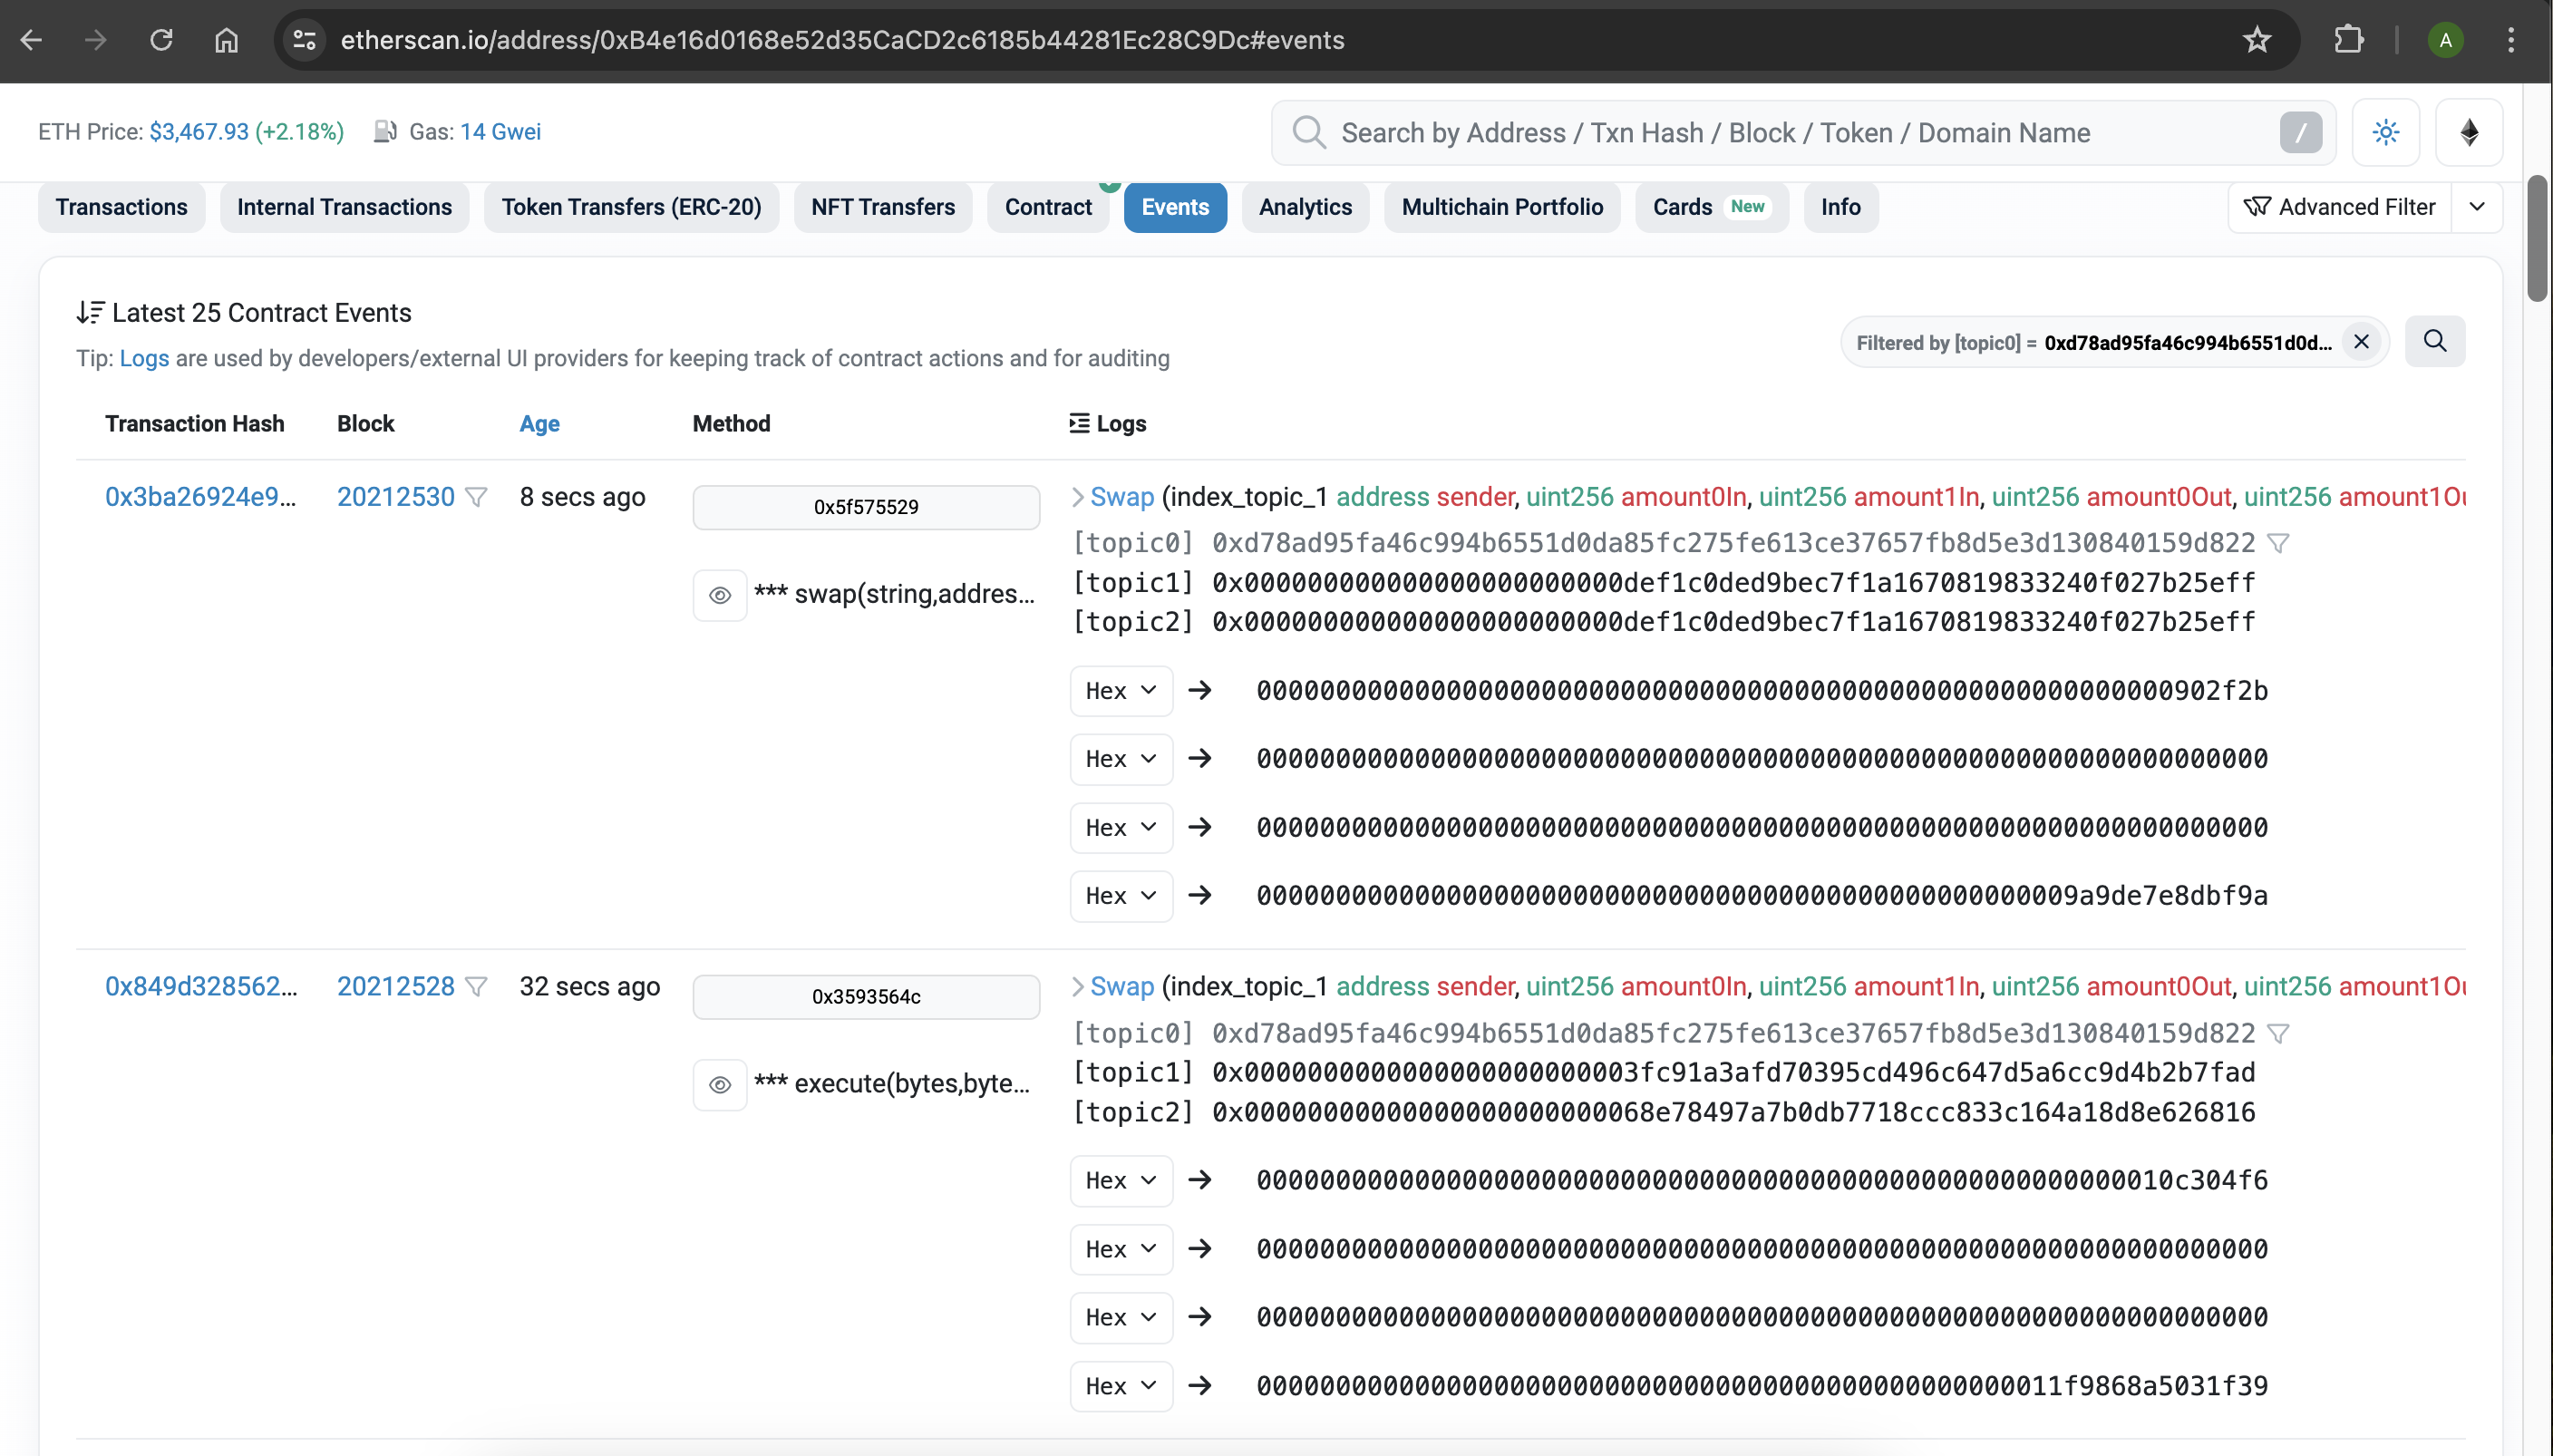 etherscan.io/address/0xB4e16d0168e52d35CaCD2c6185b44281Ec28C9Dc#events
A
ETH Price: $3,467.93 (+2.18%) Gas: 14 Gwei
Search by Address / Txn Hash / Block / Token / Domain Name /
Transactions Internal Transactions Token Transfers (ERC-20) NFT Transfers Contract Events Analytics Multichain Portfolio Cards New Info Advanced Filter
Latest 25 Contract Events
Filtered by [topic0] = 0xd78ad95fa46c994b6551d0d...
Tip: Logs are used by developers/external UI providers for keeping track of contract actions and for auditing
Transaction Hash Block Age Method Logs
0x3ba26924e9... 20212530 8 secs ago 0x5f575529 Swap (index_topic_1 address sender, uint256 amount0In, uint256 amount1In, uint256 amount0Out, uint256 amount1Ou
[topic0] 0xd78ad95fa46c994b6551d0da85fc275fe613ce37657fb8d5e3d130840159d822
*** swap(string,addres...
[topic1] 0x000000000000000000000000def1c0ded9bec7f1a1670819833240f027b25eff
[topic2] 0x000000000000000000000000def1c0ded9bec7f1a1670819833240f027b25eff
Hex 0000000000000000000000000000000000000000000000000000000000902f2b
Hex 0000000000000000000000000000000000000000000000000000000000000000
Hex 0000000000000000000000000000000000000000000000000000000000000000
Hex 0000000000000000000000000000000000000000000000000009a9de7e8dbf9a
0x849d328562... 20212528 32 secs ago 0x3593564c Swap (index_topic_1 address sender, uint256 amount0In, uint256 amount1In, uint256 amount0Out, uint256 amount1Ou
[topic0] 0xd78ad95fa46c994b6551d0da85fc275fe613ce37657fb8d5e3d130840159d822
*** execute(bytes,byte...
[topic1] 0x0000000000000000000000003fc91a3afd70395cd496c647d5a6cc9d4b2b7fad
[topic2] 0x00000000000000000000000068e78497a7b0db7718ccc833c164a18d8e626816
Hex 0000000000000000000000000000000000000000000000000000000010c304f6
Hex 0000000000000000000000000000000000000000000000000000000000000000
Hex 0000000000000000000000000000000000000000000000000000000000000000
Hex 000000000000000000000000000000000000000000000000011f9868a5031f39